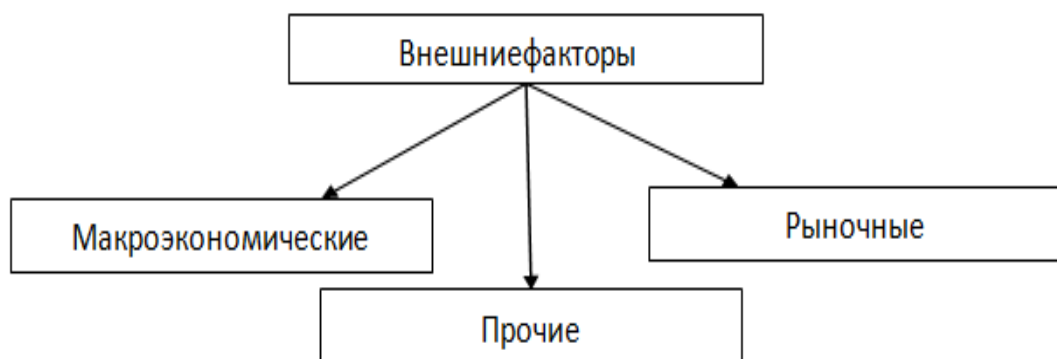 Внешниефакторы
Макроэкономические
Рыночные
Прочие